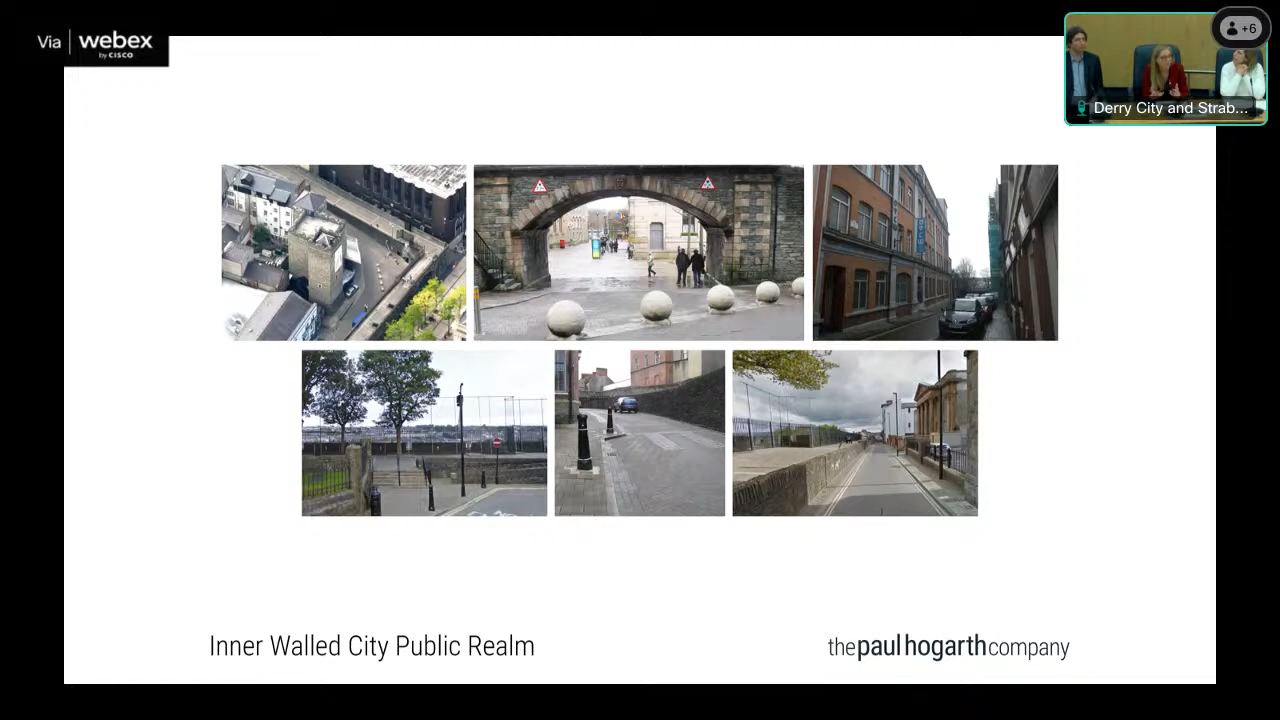 Via | webex
by CISCO
+6
Derry City and Strab...
Inner Walled City Public Realm
thepaulhogarthcompany